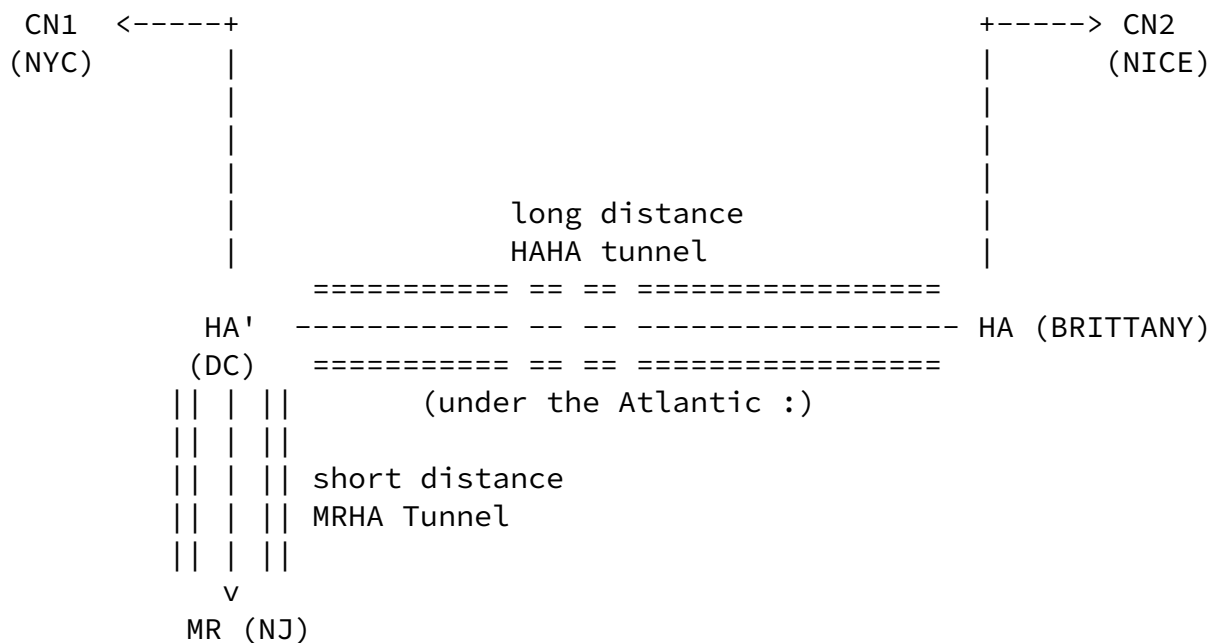 CN1 <-----+ +-----> CN2
(NYC) | | (NICE)
| |
| |
| |
| long distance |
| HAHA tunnel |
=========== == == =================
HA' ------------ -- -- ------------------ HA (BRITTANY)
(DC) =========== == == =================
|| | || (under the Atlantic :)
|| | ||
|| | || short distance
|| | || MRHA Tunnel
|| | ||
v
MR (NJ)